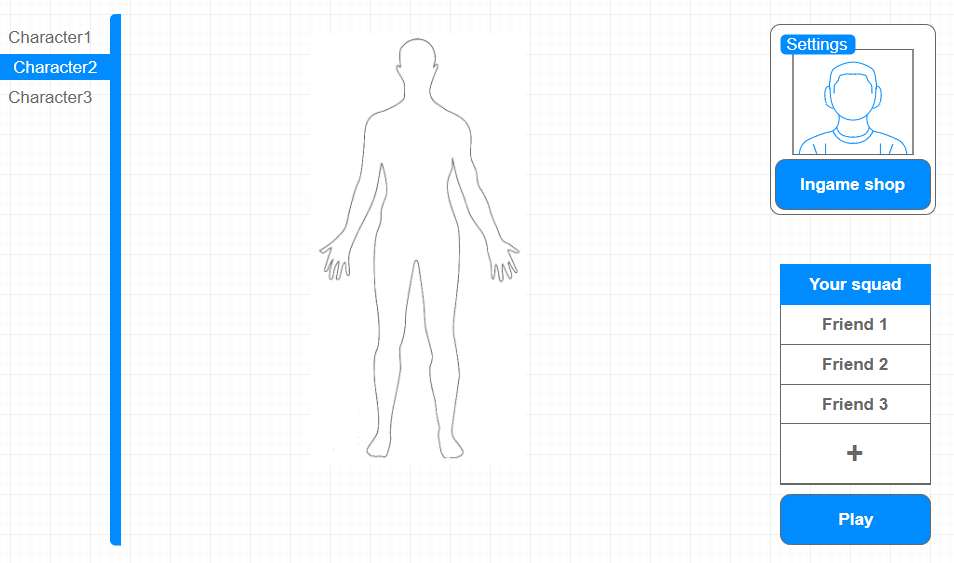 Character1
Character2
Character3
Settings
Ingame shop
Your squad
Friend 1
Friend 2
Friend 3
+
Play